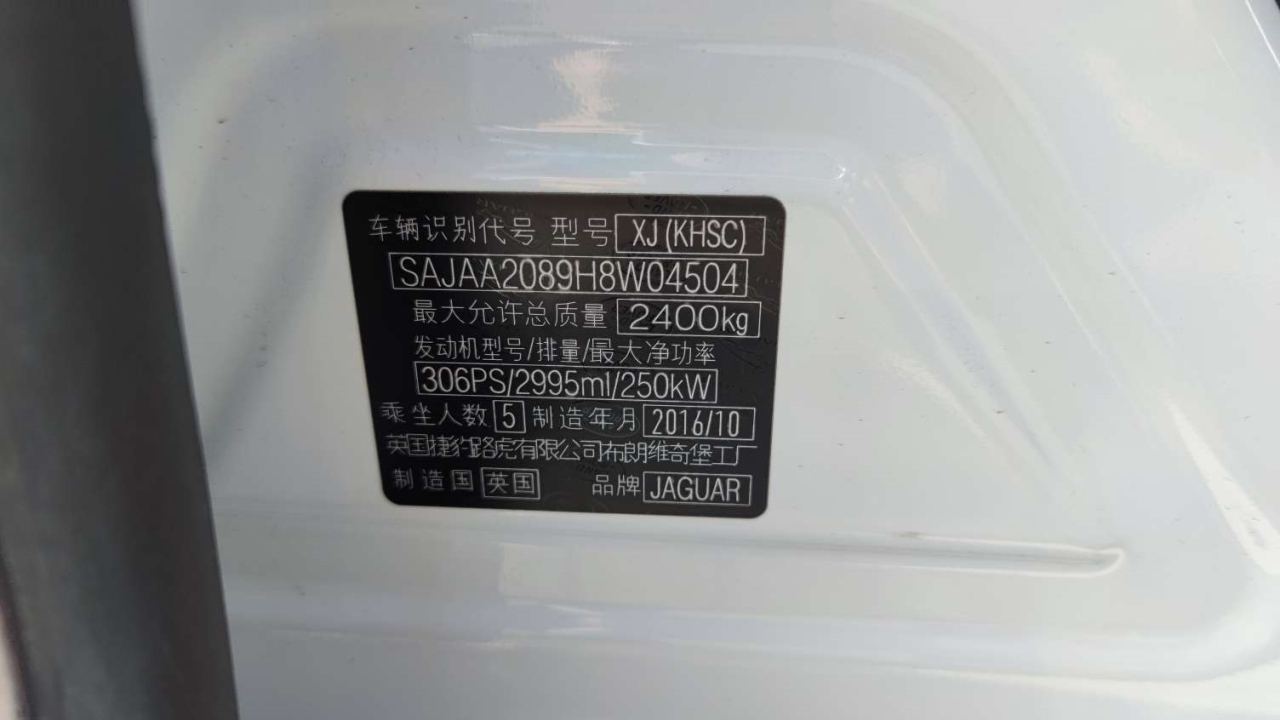 车辆识别代号 型号 XJ(KHSC)
SAJAA2089H8W04504
最大允许总质量 2400kg
发动机型号/排量/最大净功率
306PS/2995ml/250kW
乘坐人数 5 制造年月 2016/10
英国捷豹路虎有限公司布朗维奇堡工厂
制造国 英国 品牌 JAGUAR